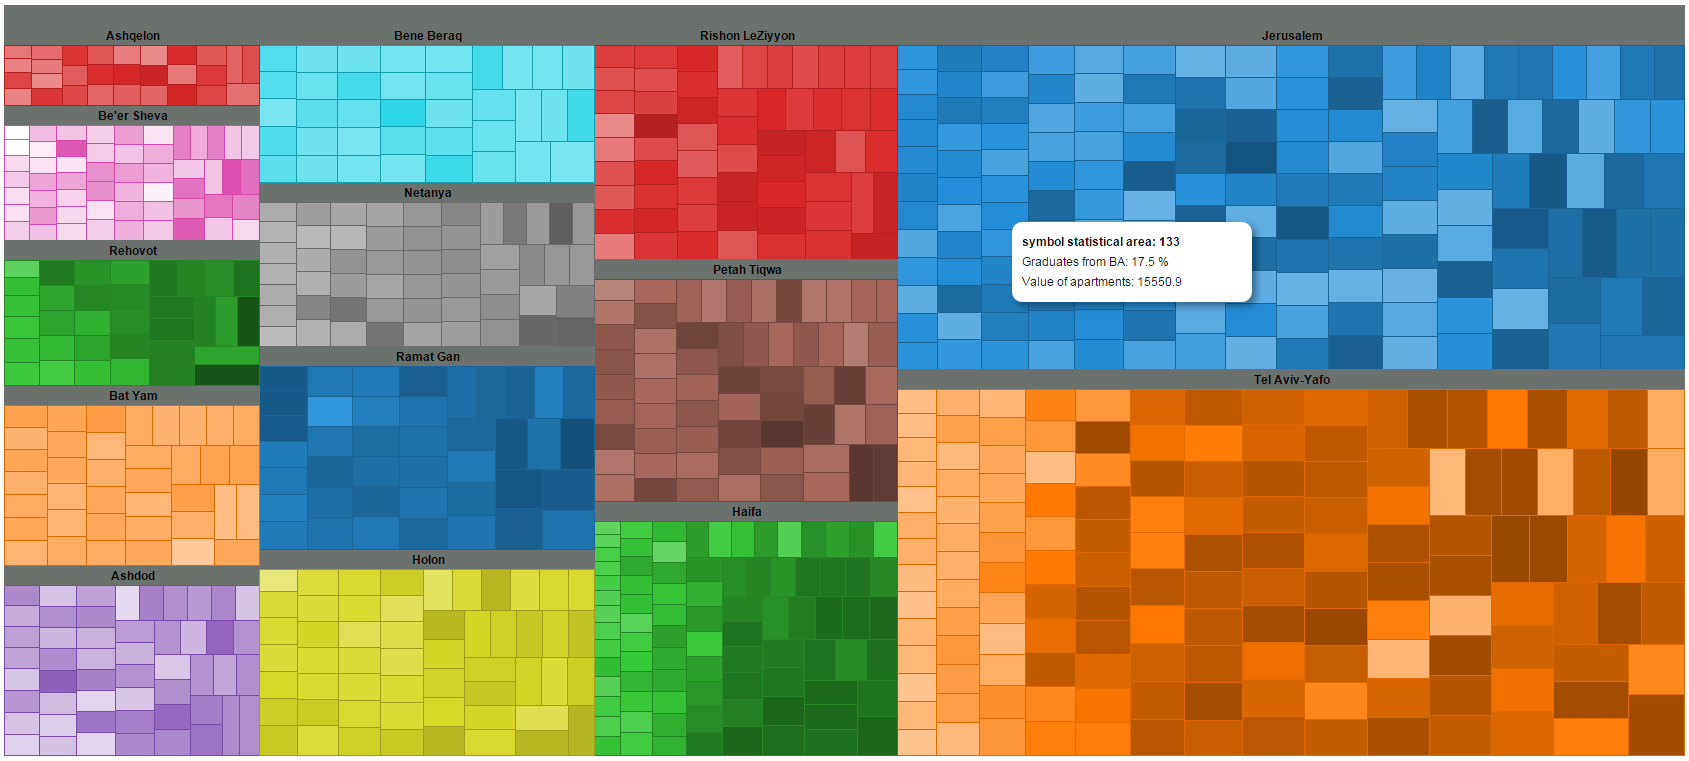 Ashqelon
Bene Beraq
Rishon LeZiyyon
Jerusalem
Be'er Sheva
Netanya
symbol statistical area: 133
Graduates from BA: 17.5 %
Value of apartments: 15550.9
Rehovot
Petah Tiqwa
Ramat Gan
Tel Aviv-Yafo
Bat Yam
Haifa
Holon
Ashdod